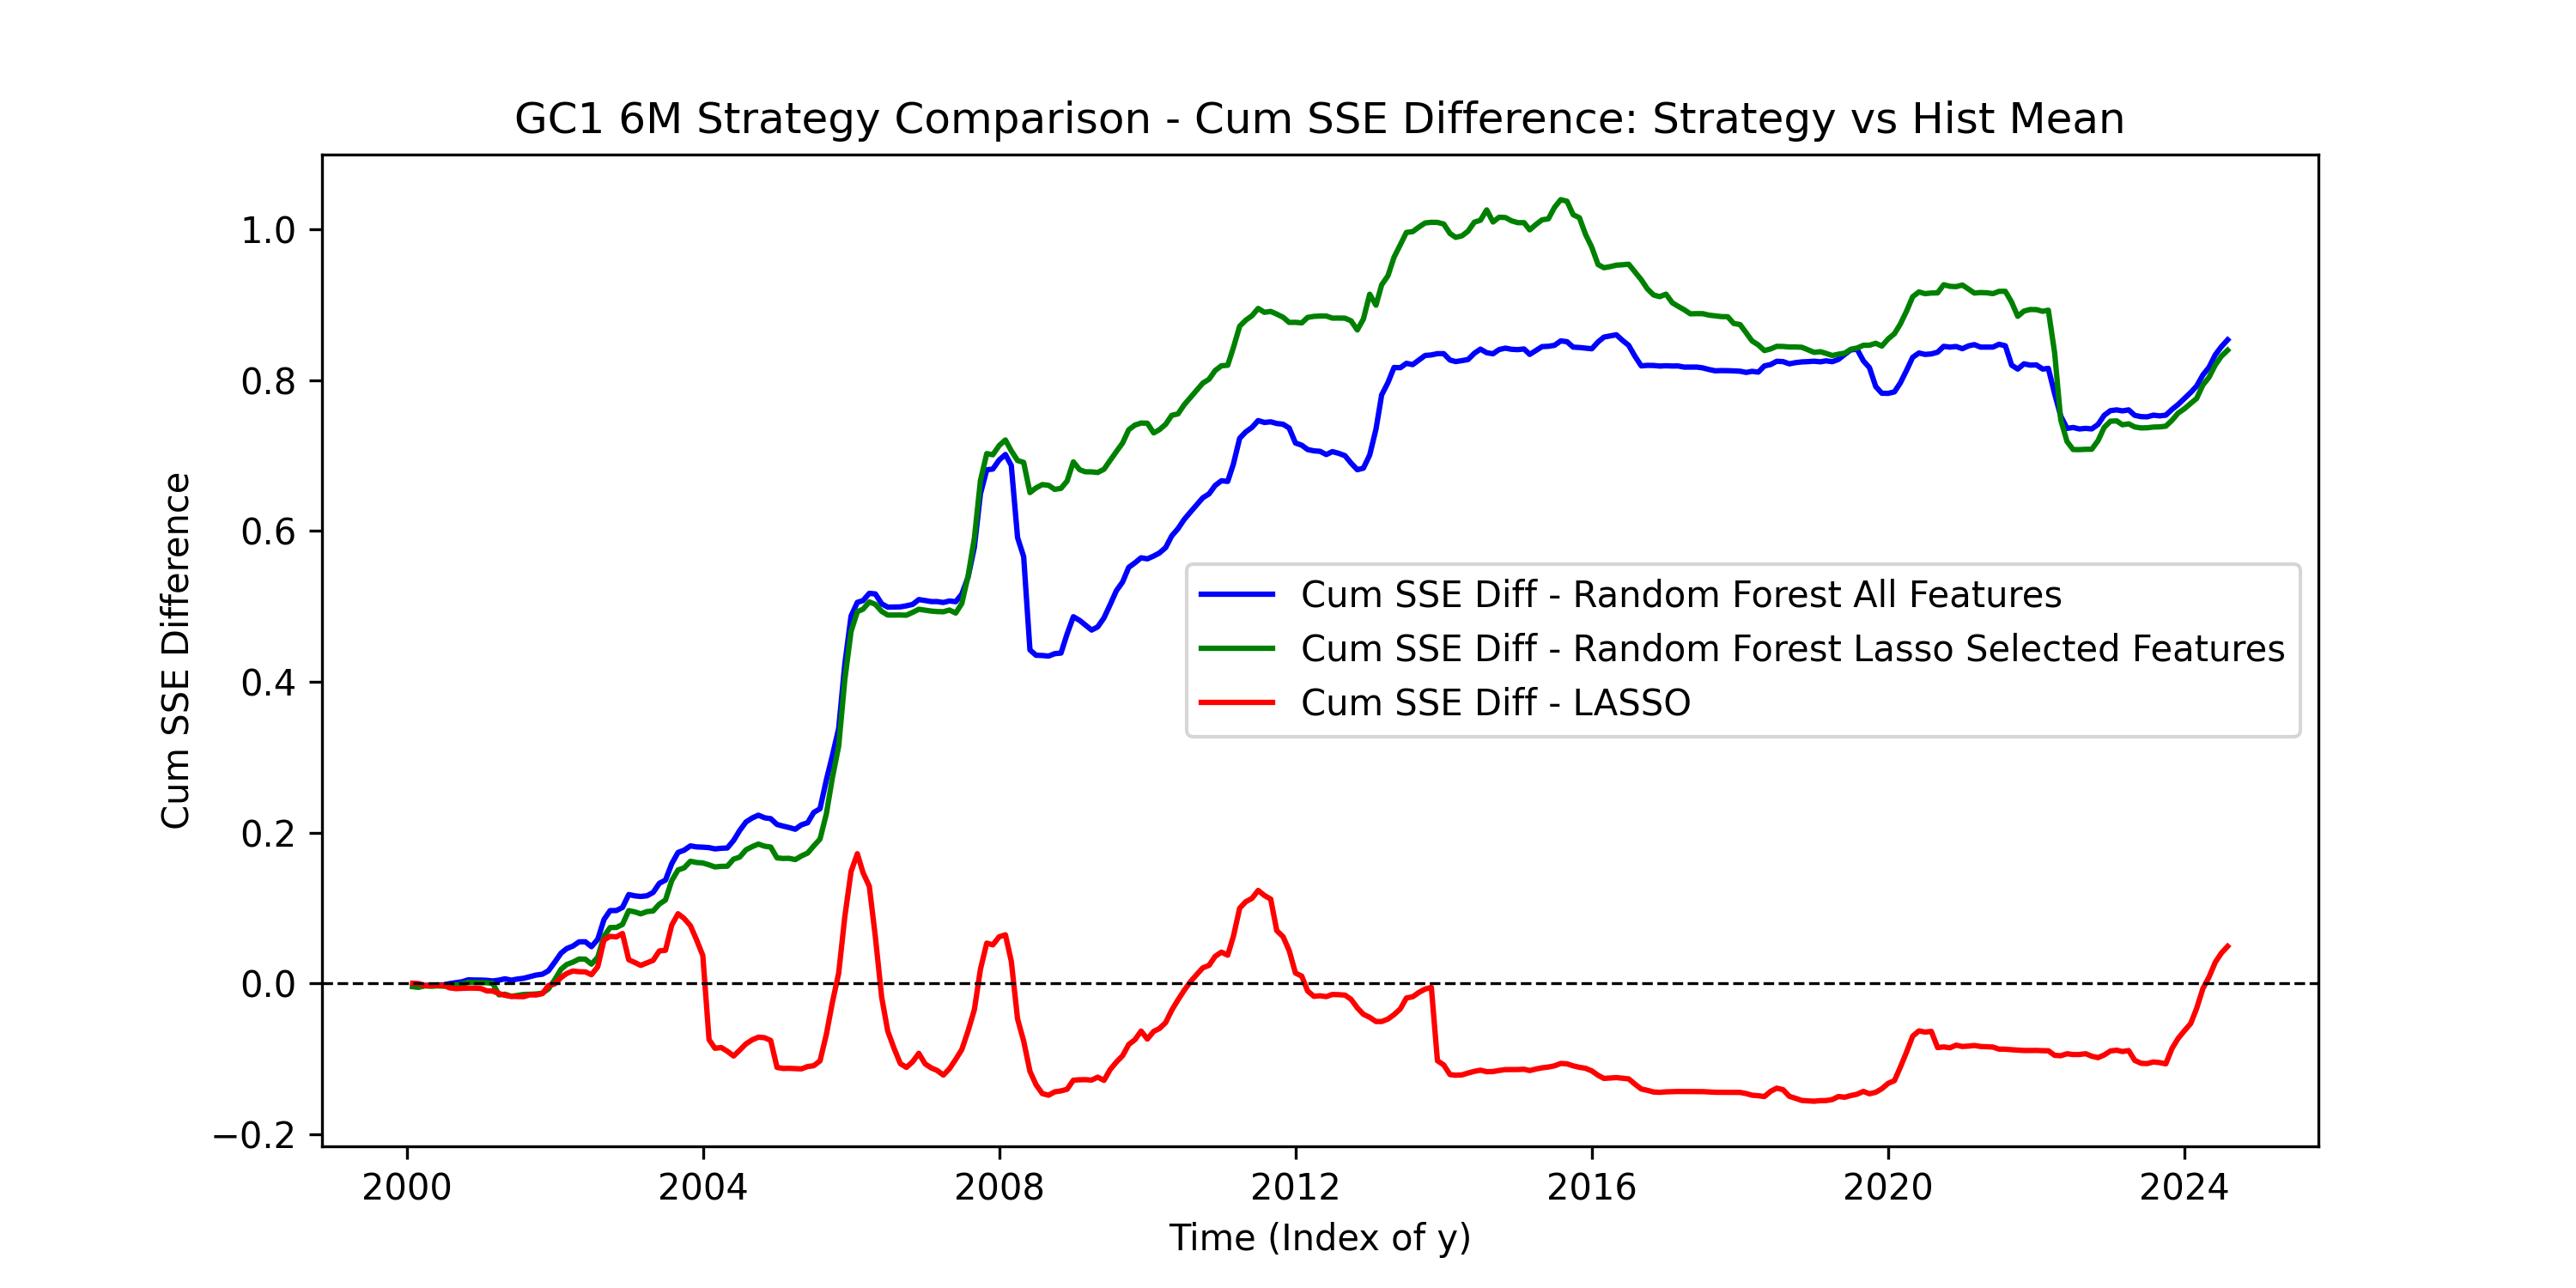 GC1 6M Strategy Comparison - Cum SSE Difference: Strategy vs Hist Mean
Cum SSE Difference
1.0
0.8
0.6
0.4
0.2
0.0
−0.2
Cum SSE Diff - Random Forest All Features
Cum SSE Diff - Random Forest Lasso Selected Features
Cum SSE Diff - LASSO
2000 2004 2008 2012 2016 2020 2024
Time (Index of y)